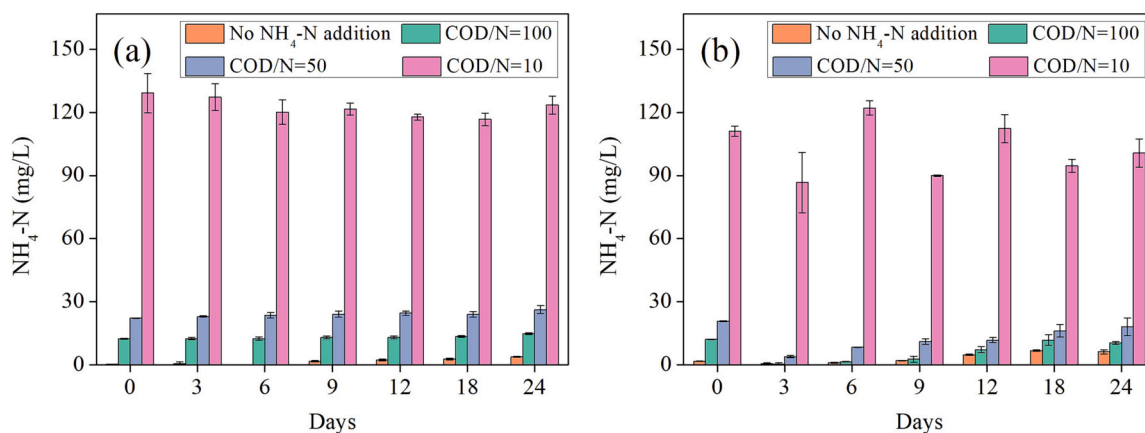 (a)
No NH4-N addition COD/N=100
COD/N=50 COD/N=10
NH4-N (mg/L)
150
120
90
60
30
0
0 3 6 9 12 18 24
Days
(b)
No NH4-N addition COD/N=100
COD/N=50 COD/N=10
NH4-N (mg/L)
150
120
90
60
30
0
0 3 6 9 12 18 24
Days